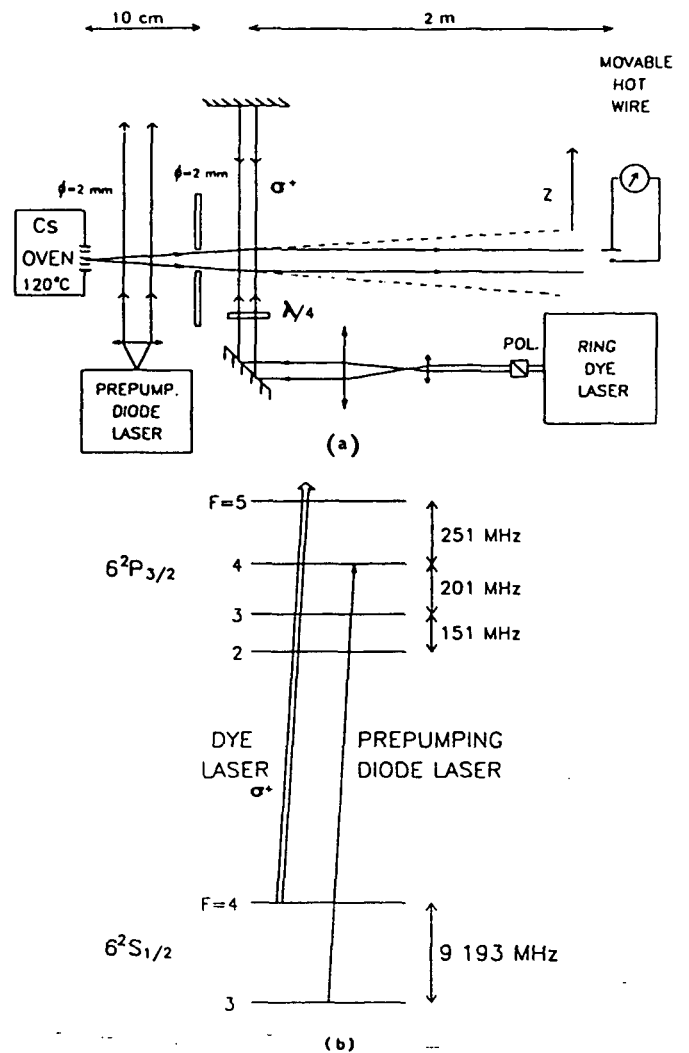 10 cm
2 m
MOVABLE
HOT
WIRE
ϕ=2 mm
ϕ=2 mm
σ⁺
Z
Cs
OVEN
120°C
λ/4
POL.
RING
DYE
LASER
PREPUMP.
DIODE
LASER
(a)
F=5
251 MHz
6²P₃/₂
4
201 MHz
3
151 MHz
2
DYE
LASER
σ⁺
PREPUMPING
DIODE LASER
F=4
6²S₁/₂
9 193 MHz
3
(b)